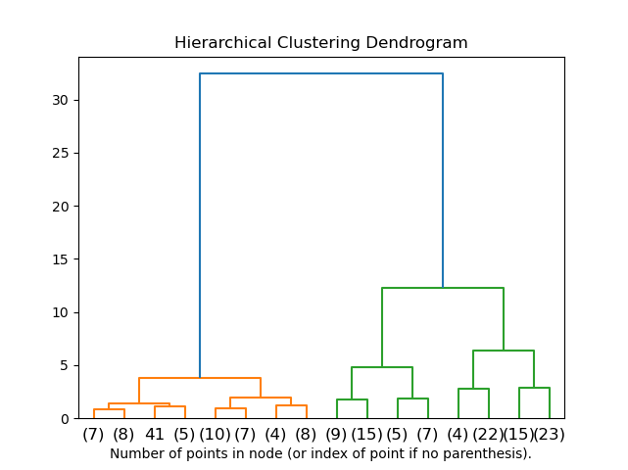 Hierarchical Clustering Dendrogram
30
25
20
15
10
5
0
(7) (8) 41 (5) (10) (7) (4) (8) (9) (15) (5) (7) (4) (22)(15)(23)
Number of points in node (or index of point if no parenthesis).